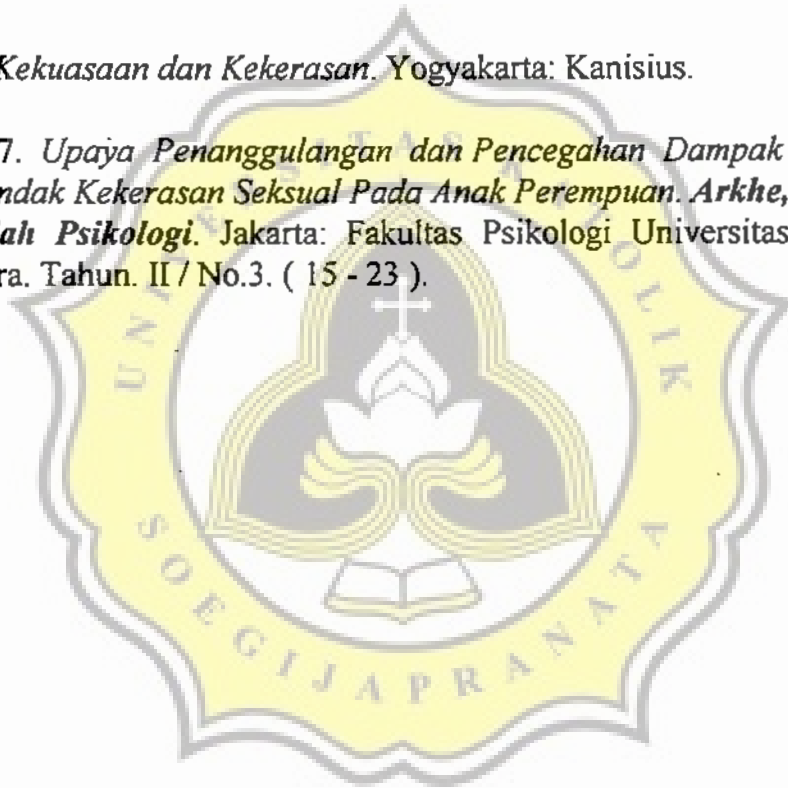 Kekuasaan dan Kekerasan. Yogyakarta: Kanisius.
7. Upaya Penanggulangan dan Pencegahan Dampak
ndak Kekerasan Seksual Pada Anak Perempuan. Arkhe,
ah Psikologi. Jakarta: Fakultas Psikologi Universitas
ra. Tahun. II / No.3. ( 15 - 23 ).
UNIVERSITAS KATOLIK
SOEGIJAPRANATA